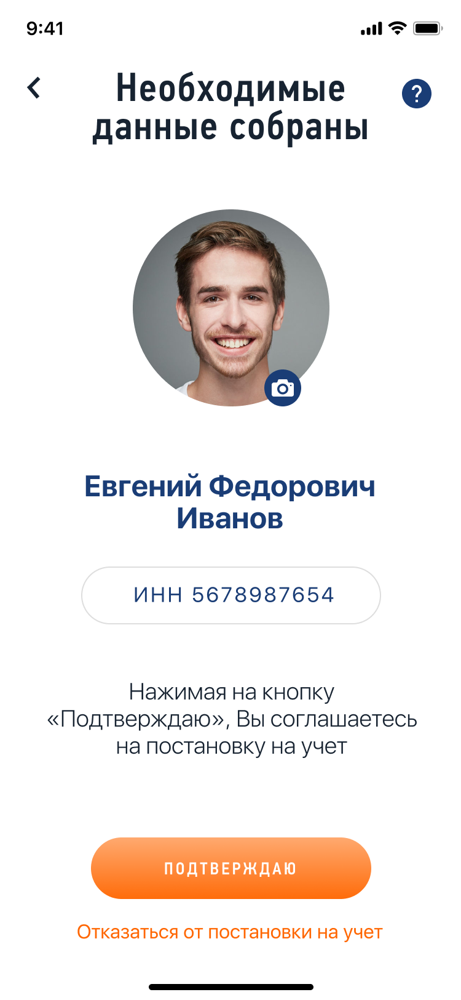 9:41
Необходимые
?
данные собраны
Евгений Федорович
Иванов
ИНН 5678987654
Нажимая на кнопку
«Подтверждаю», Вы соглашаетесь
на постановку на учет
ПОДТВЕРЖДАЮ
Отказаться от постановки на учет